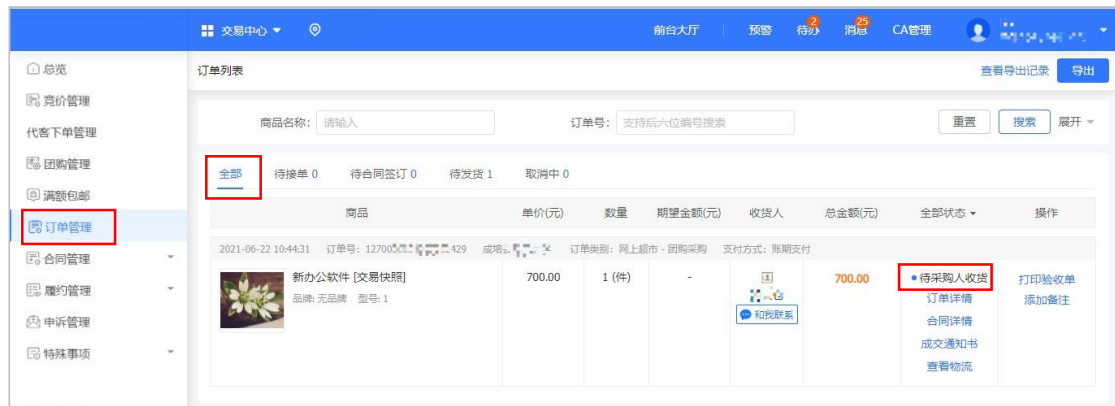 交易中心
前台大厅 预警 待办 2 消息 25 CA管理
总览
竞价管理
代客下单管理
团购管理
满额包邮
订单管理
合同管理
履约管理
申诉管理
特殊事项
订单列表 查看导出记录 导出
商品名称: 请输入 订单号: 支持后六位编号搜索 重置 搜索 展开
全部 待接单 0 待合同签订 0 待发货 1 取消中 0
商品 单价(元) 数量 期望金额(元) 收货人 总金额(元) 全部状态 操作
2021-06-22 10:44:31 订单号: 12700 429 订单类别: 网上超市 - 团购采购 支付方式: 账期支付
新办公软件 [交易快照] 700.00 1 (件) - 700.00 待采购人收货 打印验收单
品牌: 无品牌 型号: 1
和我联系
订单详情 添加备注
合同详情
成交通知书
查看物流